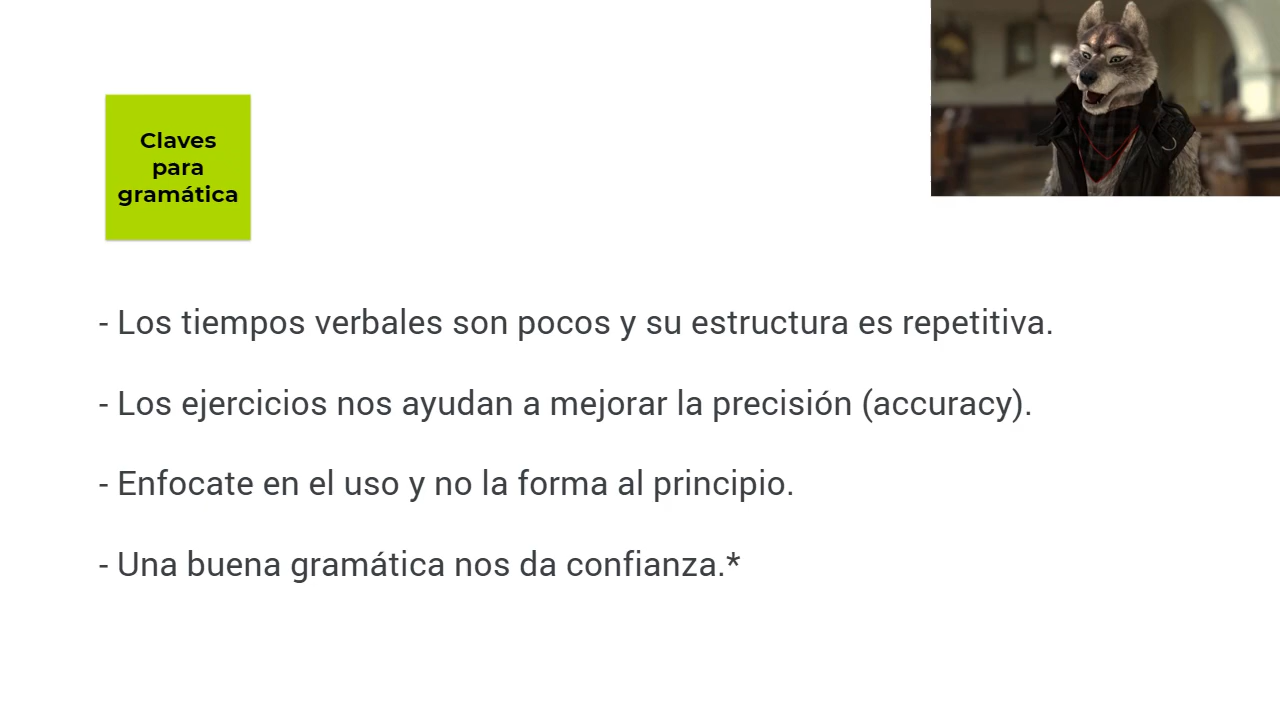 Claves
para
gramática
- Los tiempos verbales son pocos y su estructura es repetitiva.
- Los ejercicios nos ayudan a mejorar la precisión (accuracy).
- Enfocate en el uso y no la forma al principio.
- Una buena gramática nos da confianza.*